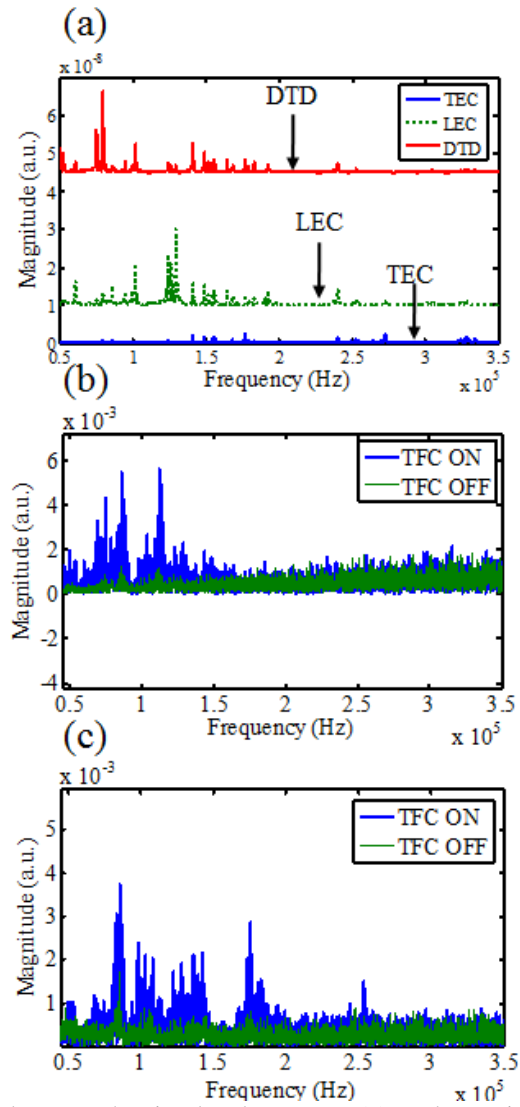 (a)
x 10-8
DTD
TEC
LEC
DTD
LEC
TEC
Magnitude (a.u.)
7
6
5
4
3
2
1
0
0.5 1 1.5 2 2.5 3 3.5
Frequency (Hz)
x 10^5
(b)
x 10^-3
TFC ON
TFC OFF
Magnitude (a.u.)
6
4
2
0
-2
-4
0.5 1 1.5 2 2.5 3 3.5
Frequency (Hz)
x 10^5
(c)
x 10^-3
TFC ON
TFC OFF
Magnitude (a.u.)
5
4
3
2
1
0.5 1 1.5 2 2.5 3 3.5
Frequency (Hz)
x 10^5